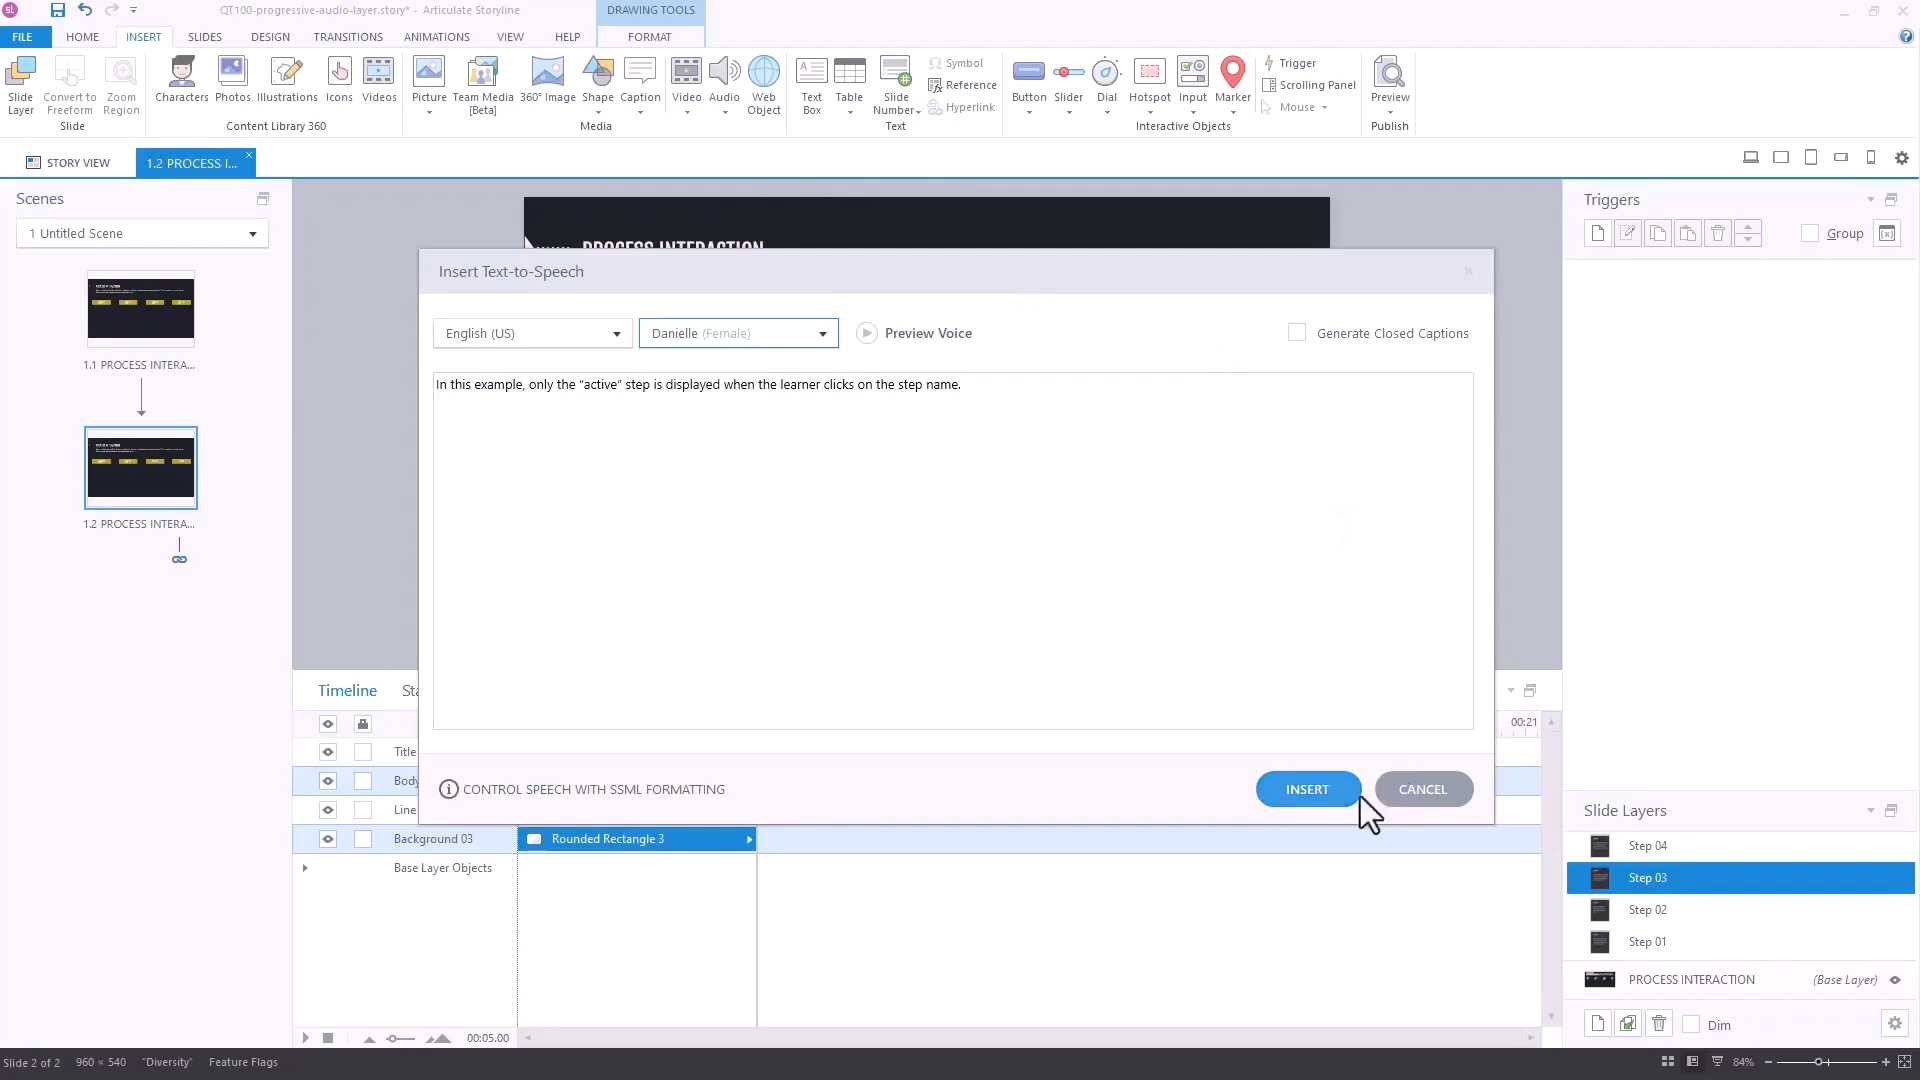 SL
QT100-progressive-audio-layer.story* - Articulate Storyline
DRAWING TOOLS
FILE HOME INSERT SLIDES DESIGN TRANSITIONS ANIMATIONS VIEW HELP FORMAT
Slide Layer
Convert to Freeform
Zoom Region
Slide
Characters
Photos
Illustrations
Icons
Videos
Content Library 360
Picture
Team Media [Beta]
360° Image
Shape
Caption
Video
Audio
Web Object
Media
Text Box
Table
Slide Number
Symbol
Reference
Hyperlink
Text
Button
Slider
Dial
Hotspot
Input
Marker
Trigger
Scrolling Panel
Mouse
Interactive Objects
Preview
Publish
STORY VIEW
1.2 PROCESS I...
Scenes
1 Untitled Scene
1.1 PROCESS INTERA...
1.2 PROCESS INTERA...
PROCESS INTERACTION
Insert Text-to-Speech
English (US)
Danielle (Female)
Preview Voice
Generate Closed Captions
In this example, only the “active” step is displayed when the learner clicks on the step name.
CONTROL SPEECH WITH SSML FORMATTING
INSERT
CANCEL
Timeline
Sta
00:21
Title
Body
Line
Background 03
Rounded Rectangle 3
Base Layer Objects
00:05.00
Triggers
Group
Slide Layers
Step 04
Step 03
Step 02
Step 01
PROCESS INTERACTION (Base Layer)
Dim
Slide 2 of 2 960 × 540 "Diversity" Feature Flags
84%